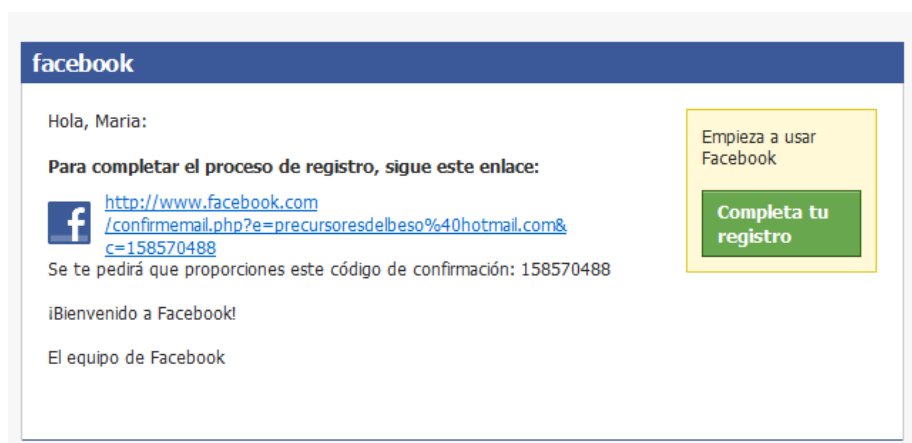 facebook
Hola, Maria:
Para completar el proceso de registro, sigue este enlace:
http://www.facebook.com
/confirmemail.php?e=precursoresdelbeso%40hotmail.com&
c=158570488
Se te pedirá que proporciones este código de confirmación: 158570488
¡Bienvenido a Facebook!
El equipo de Facebook
Empieza a usar
Facebook
Completa tu
registro